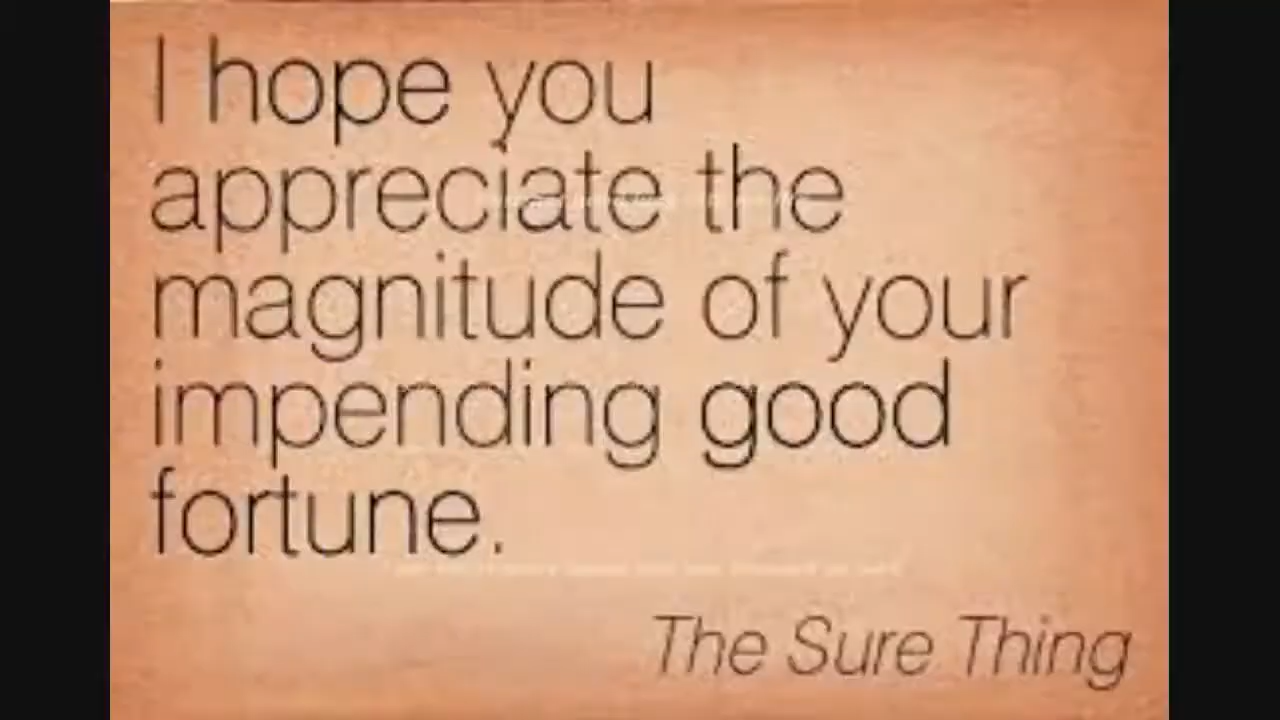 I hope you
appreciate the
magnitude of your
impending good
fortune.
The Sure Thing